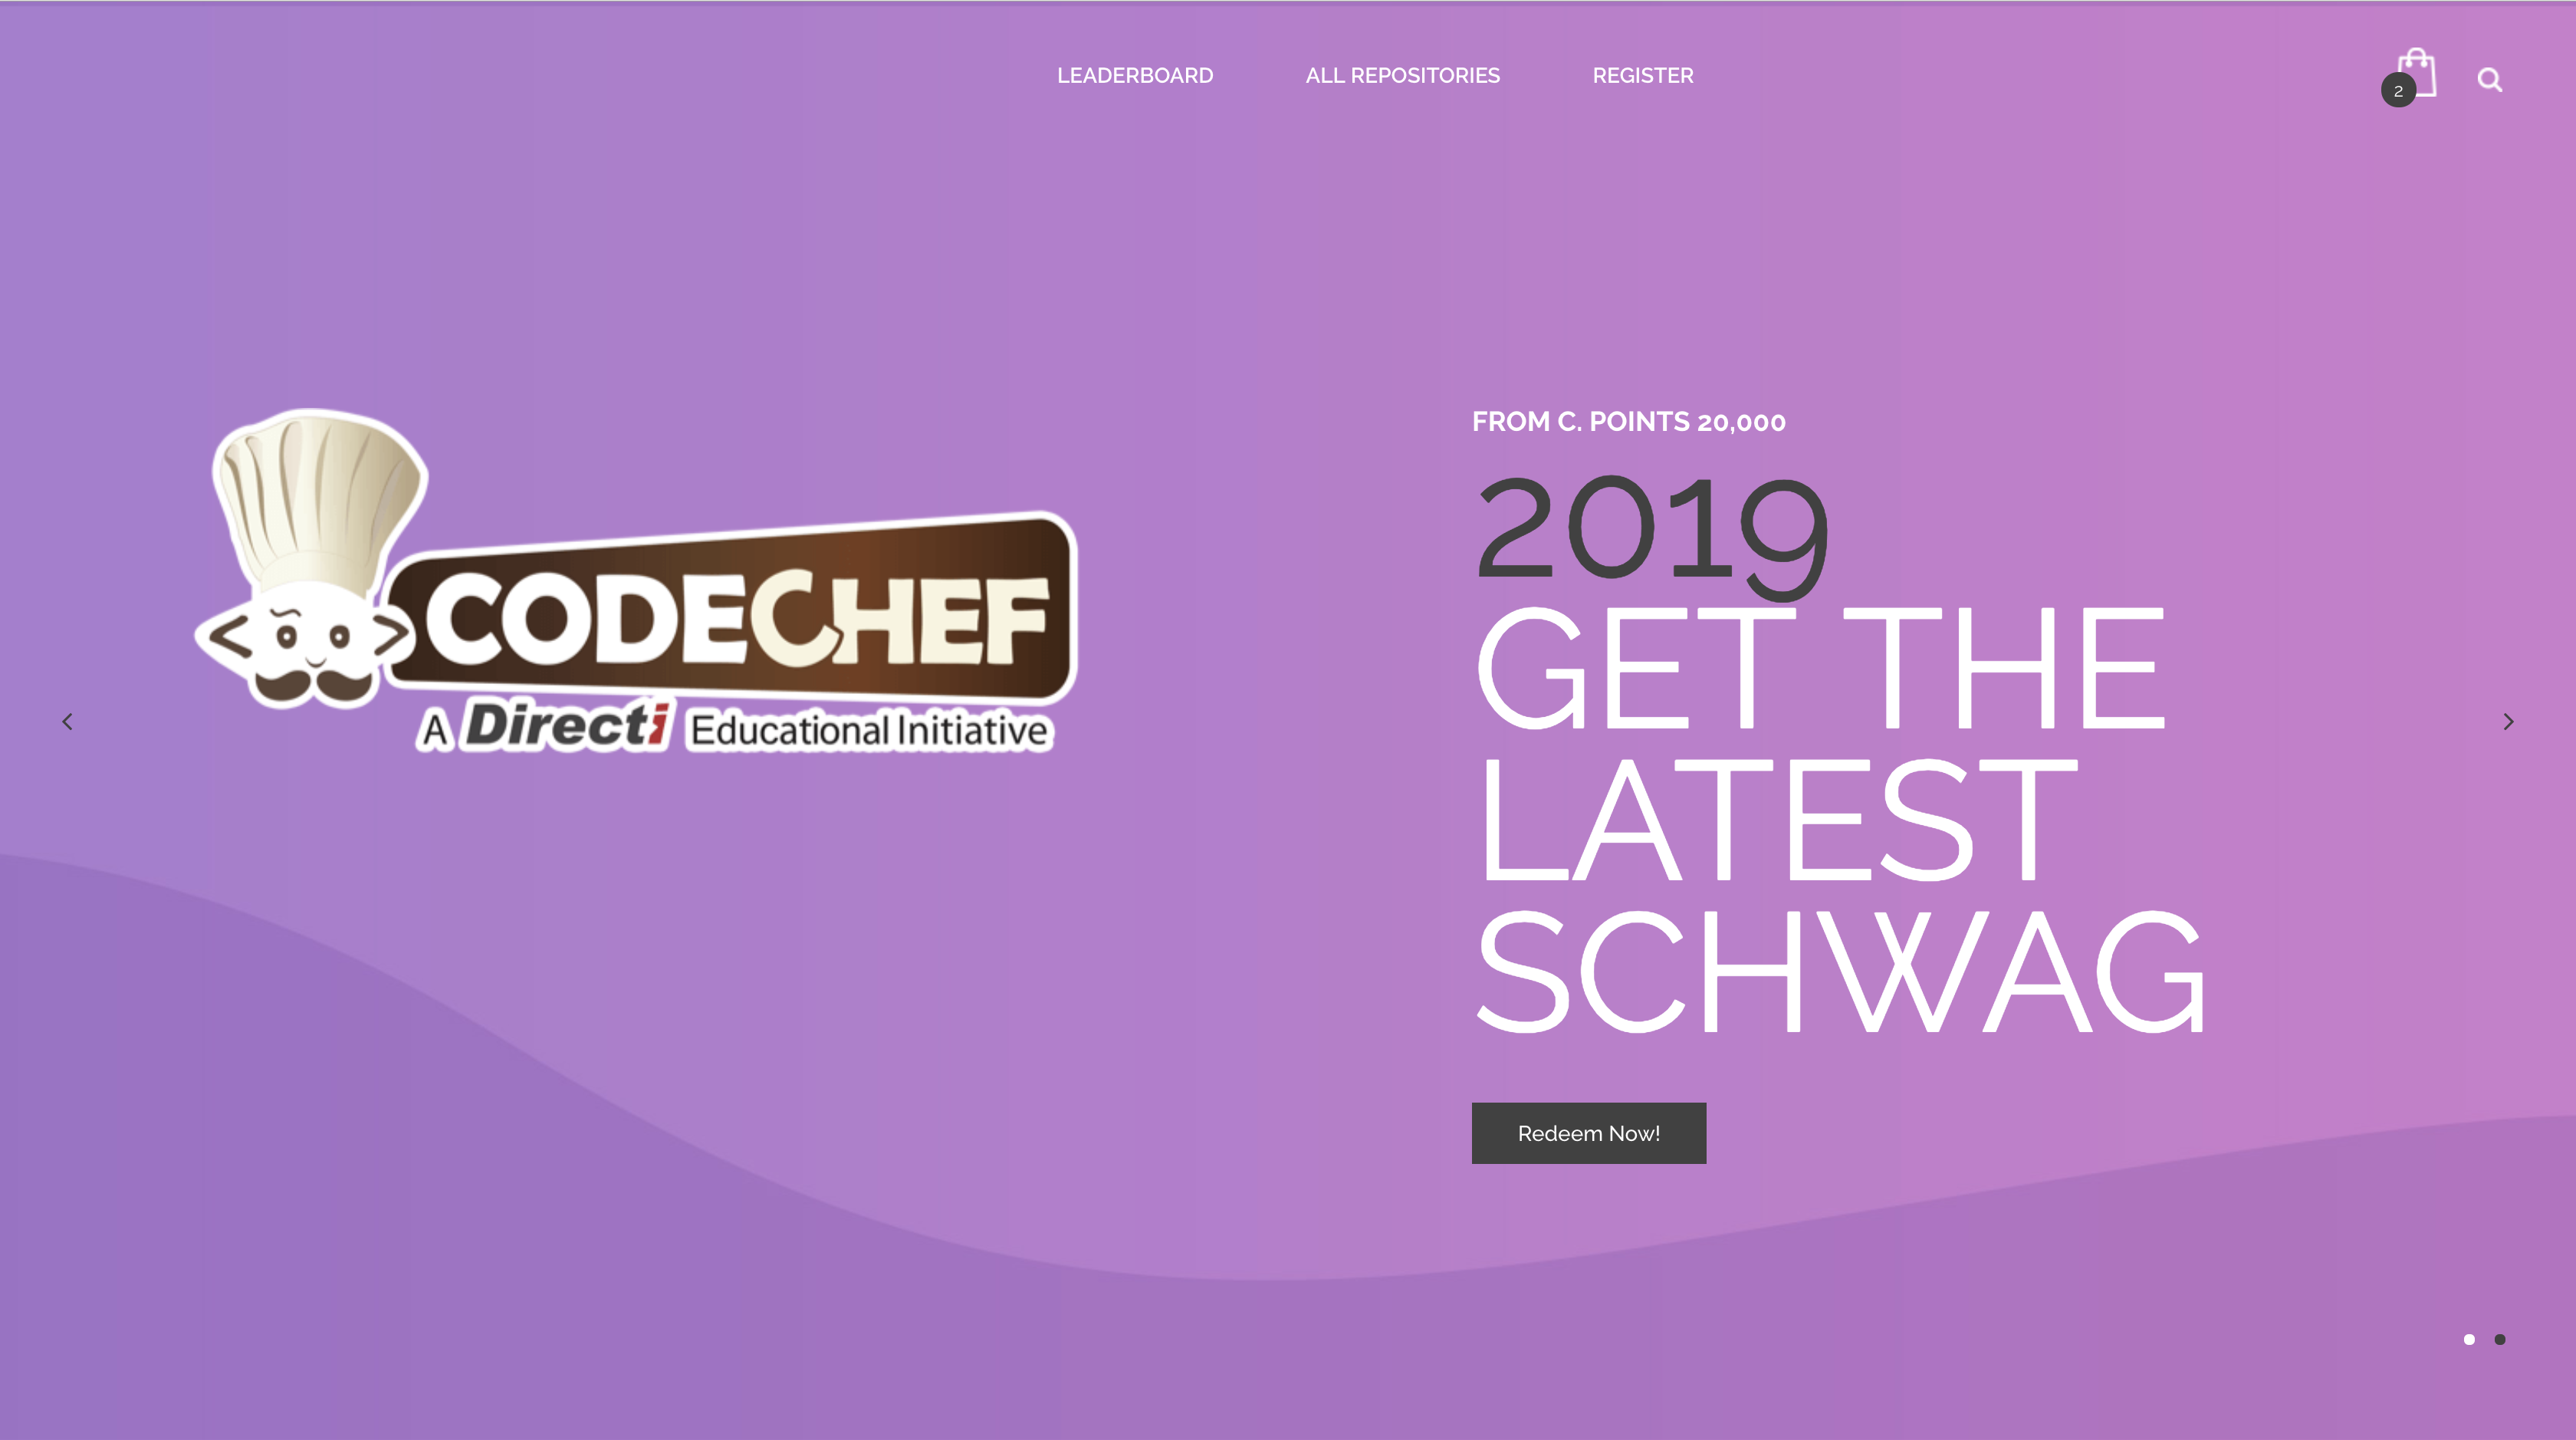 LEADERBOARD ALL REPOSITORIES REGISTER
2
CODECHEF
A Directi Educational Initiative
FROM C. POINTS 20,000
2019
GET THE
LATEST
SCHWAG
Redeem Now!